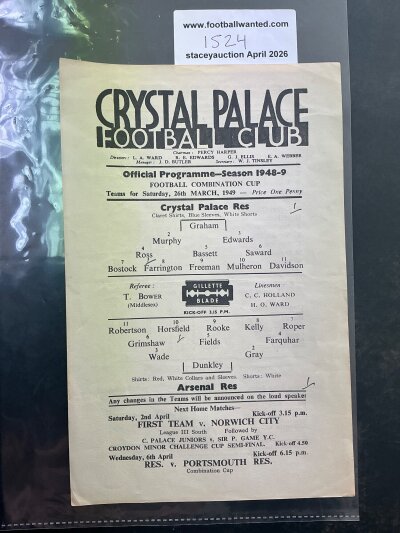 www.footballwanted.com
1524
staceyauction April 2026
CRYSTAL PALACE
FOOTBALL CLUB
Chairman: PERCY HARPER
Directors: L. A. WARD R. E. EDWARDS G. J. ELLIS E. A. WEBBER
Manager: J. D. BUTLER Secretary: W. J. TINSLEY
Official Programme—Season 1948-9
FOOTBALL COMBINATION CUP
Teams for Saturday, 26th MARCH, 1949 — Price One Penny
Crystal Palace Res 1
Claret Shirts, Blue Sleeves, White Shorts
Graham
2 3
Murphy Edwards
4 5 6
Ross Bassett Saward
7 8 9 10 11
Bostock Farrington Freeman Mulheron Davidson
Referee: Linesmen:
T. BOWER GILLETTE C. C. HOLLAND
(Middlesex) BLADE H. O. WARD
KICK-OFF 3.15 P.M.
11 10 9 8 7
Robertson Horsfield Rooke Kelly Roper
6 5 4
Grimshaw Fields Farquhar
3 2
Wade Gray
Dunkley
Shirts: Red, White Collars and Sleeves. Shirts: White
Arsenal Res 1
Any changes in the Teams will be announced on the loud speaker
Next Home Matches—
Saturday, 2nd April Kick-off 3.15 p.m.
FIRST TEAM v. NORWICH CITY
League III South Followed by
C. PALACE JUNIORS v. SIR P. GAME Y.C.
CROYDON MINOR CHALLENGE CUP SEMI-FINAL. Kick-off 4.50
Wednesday, 6th April Kick-off 6.15 p.m.
RES. v. PORTSMOUTH RES.
Combination Cup